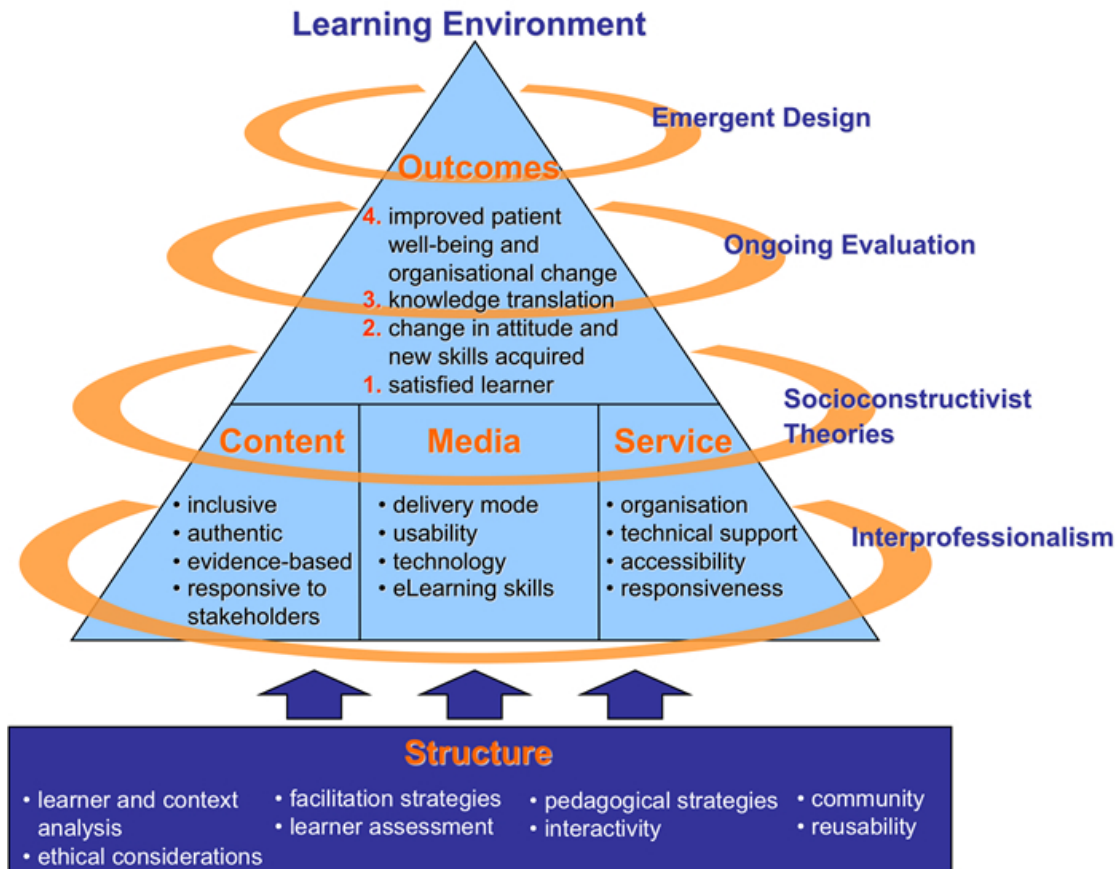 Learning Environment
Emergent Design
Outcomes
4. improved patient
well-being and
organisational change
Ongoing Evaluation
3. knowledge translation
2. change in attitude and
new skills acquired
1. satisfied learner
Socioconstructivist
Theories
Content
• inclusive
• authentic
• evidence-based
• responsive to
stakeholders
Media
• delivery mode
• usability
• technology
• eLearning skills
Service
• organisation
• technical support
• accessibility
• responsiveness
Interprofessionalism
Structure
• learner and context
analysis
• ethical considerations
• facilitation strategies
• learner assessment
• pedagogical strategies
• interactivity
• community
• reusability